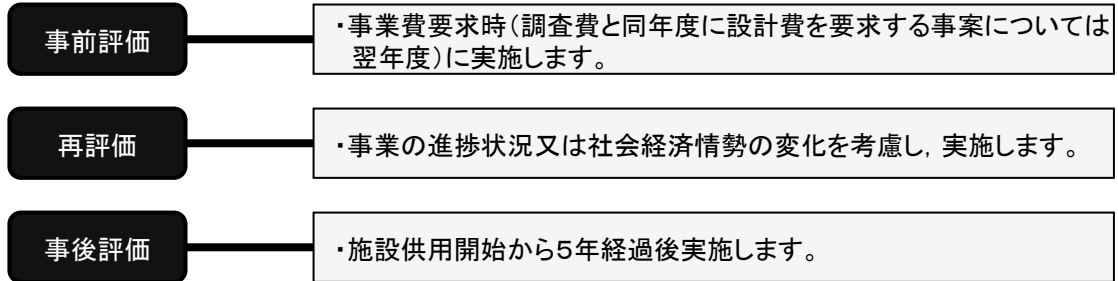 事前評価
・事業費要求時（調査費と同年度に設計費を要求する事案については
翌年度）に実施します。
再評価
・事業の進捗状況又は社会経済情勢の変化を考慮し，実施します。
事後評価
・施設供用開始から５年経過後実施します。